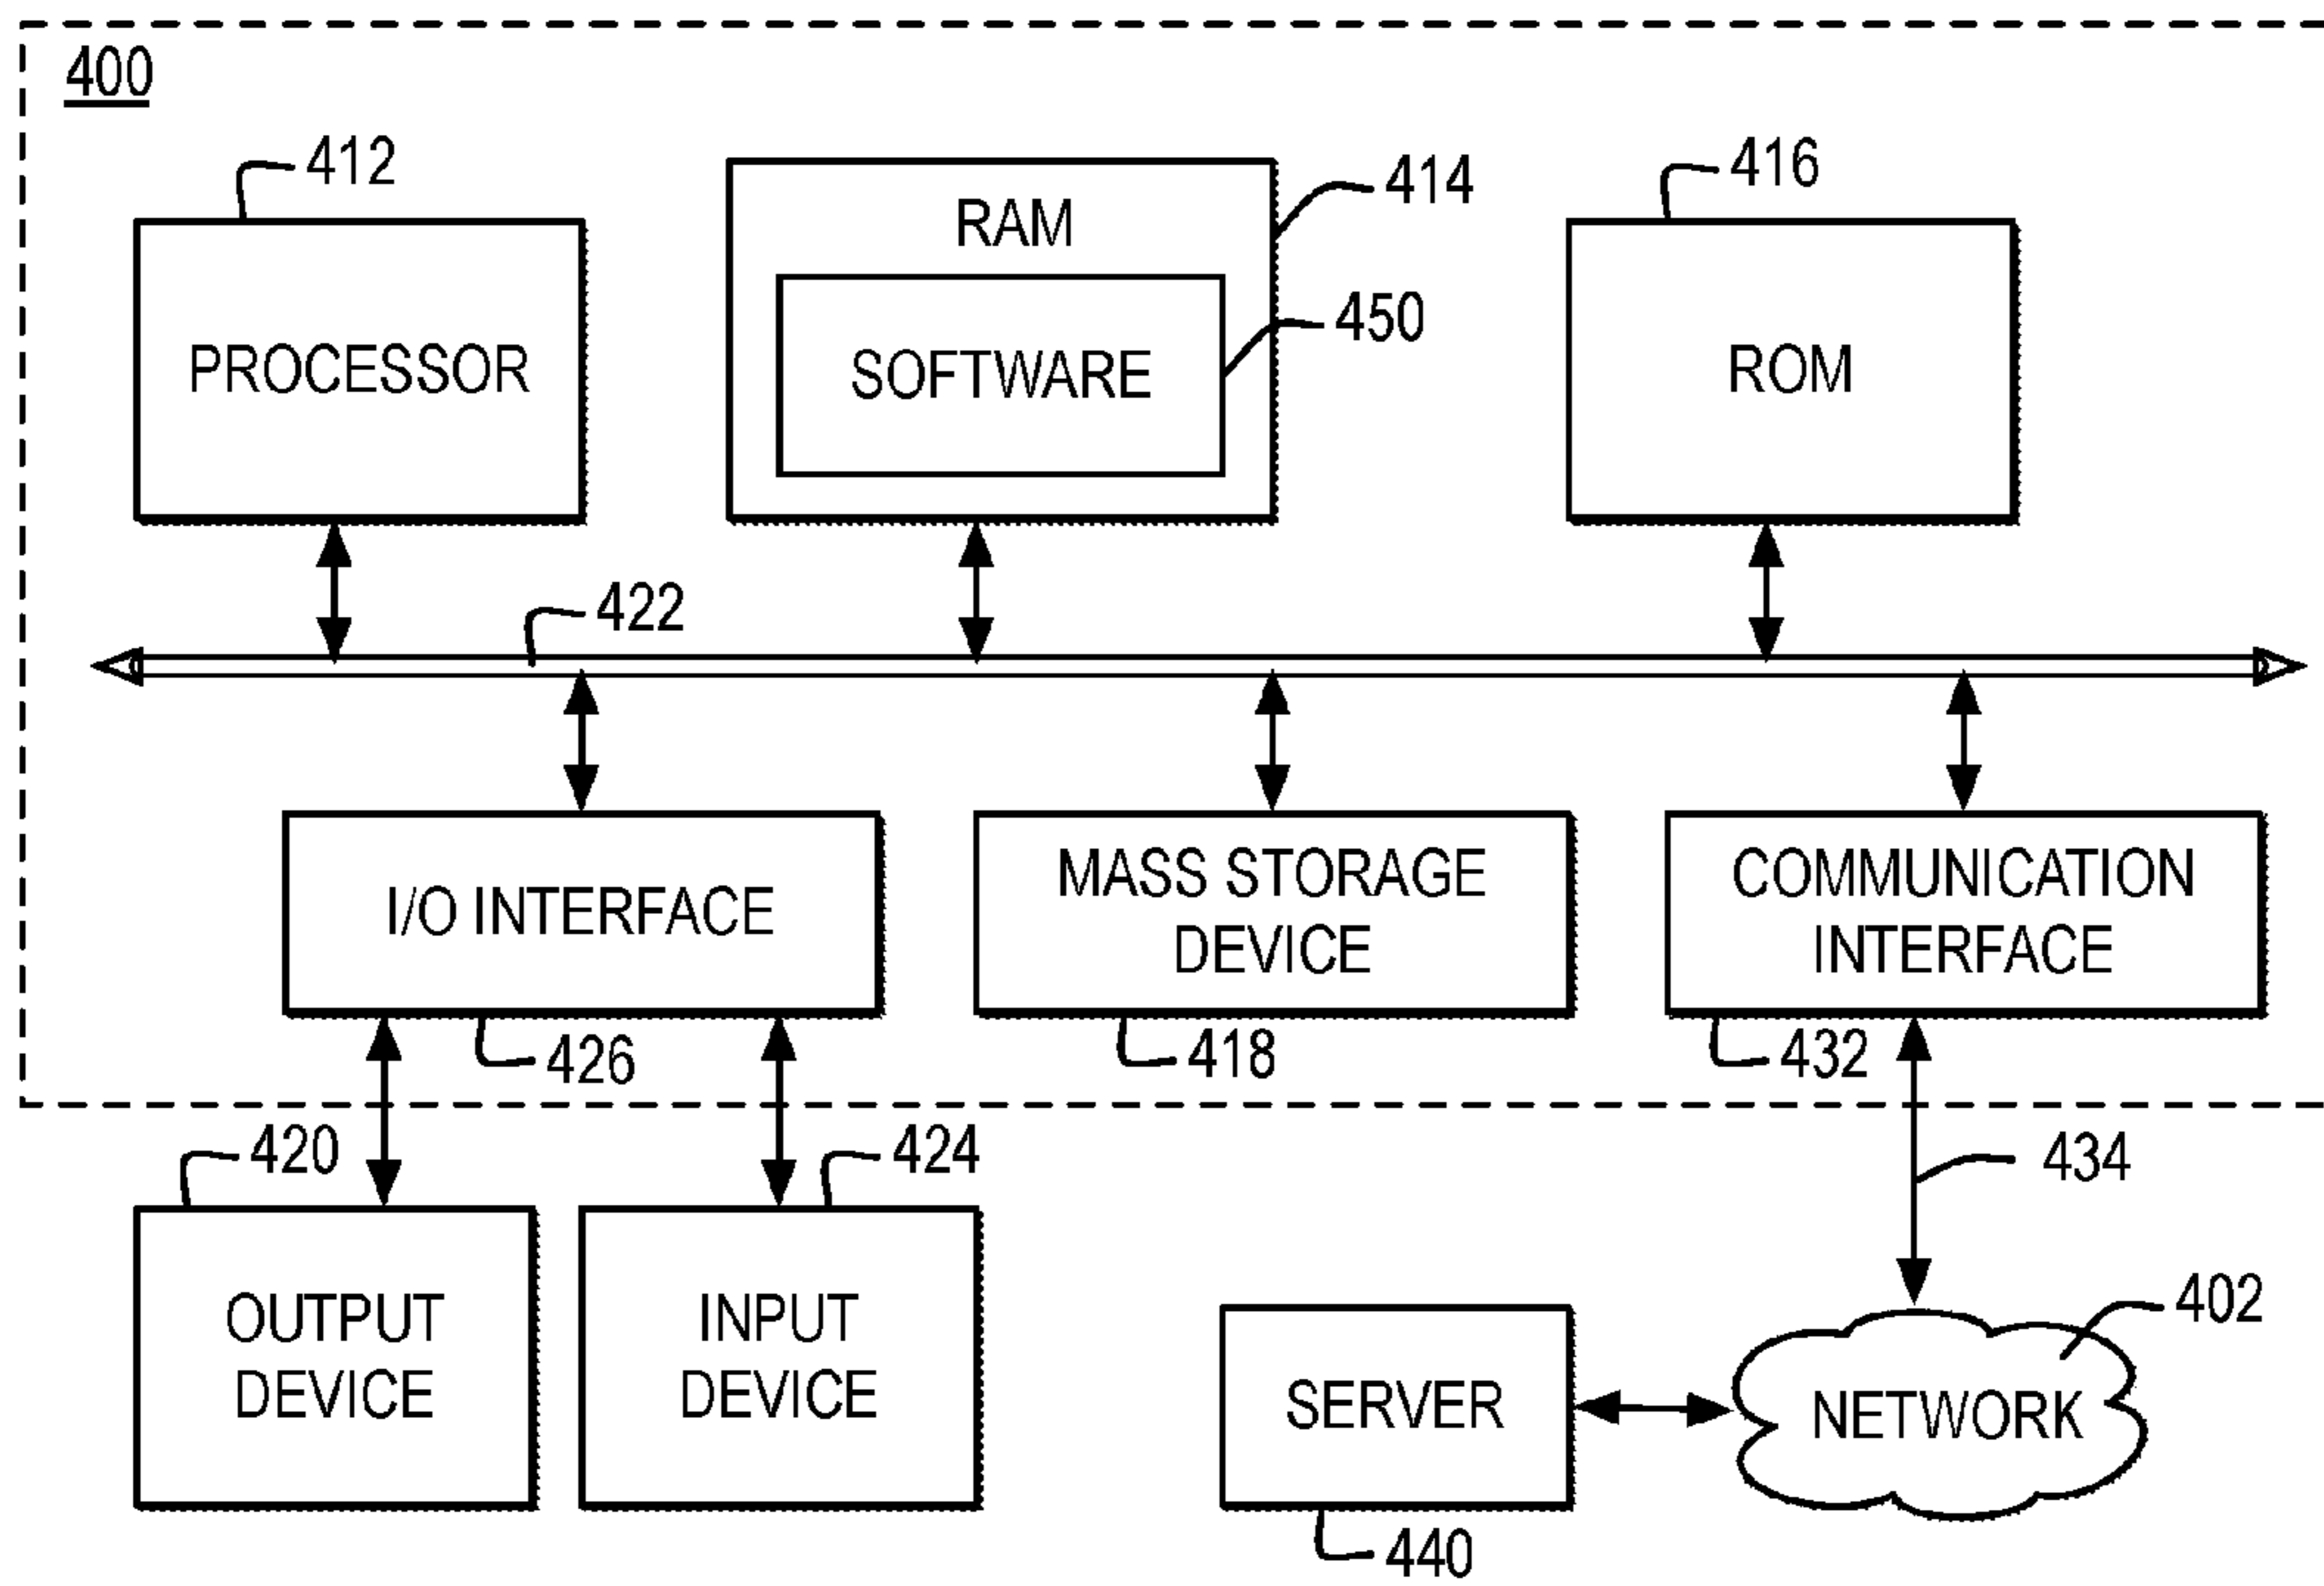 400
412
414
416
RAM
450
PROCESSOR
SOFTWARE
ROM
422
I/O INTERFACE
MASS STORAGE
DEVICE
COMMUNICATION
INTERFACE
426
418
432
420
424
434
OUTPUT
DEVICE
INPUT
DEVICE
402
SERVER
NETWORK
440